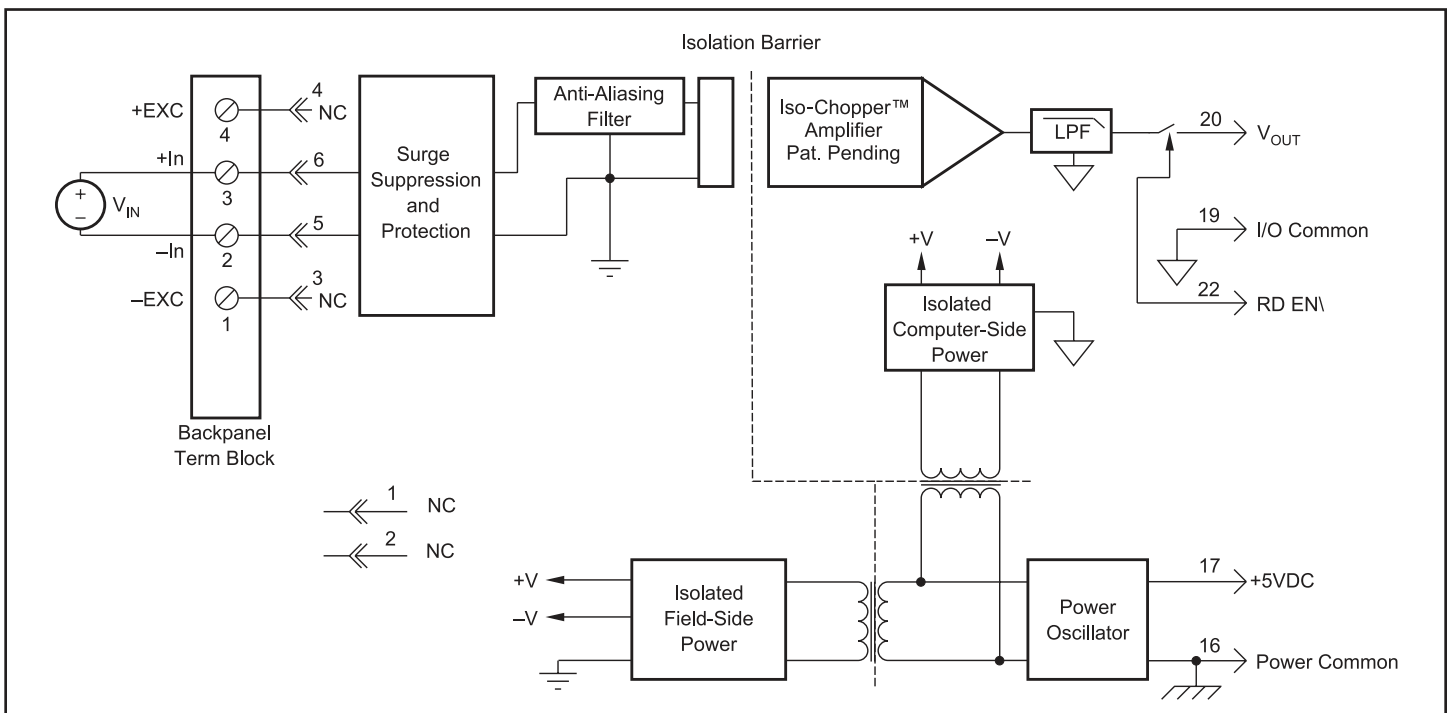 Isolation Barrier
+EXC
4
4
NC
+In
3
6
+
–
V_IN
–In
2
5
–EXC
1
3
NC
Backpanel
Term Block
Surge
Suppression
and
Protection
Anti-Aliasing
Filter
Iso-Chopper™
Amplifier
Pat. Pending
LPF
20
V_OUT
19
I/O Common
22
RD EN\
+V
–V
Isolated
Computer-Side
Power
1
NC
2
NC
+V
–V
Isolated
Field-Side
Power
Power
Oscillator
17
+5VDC
16
Power Common